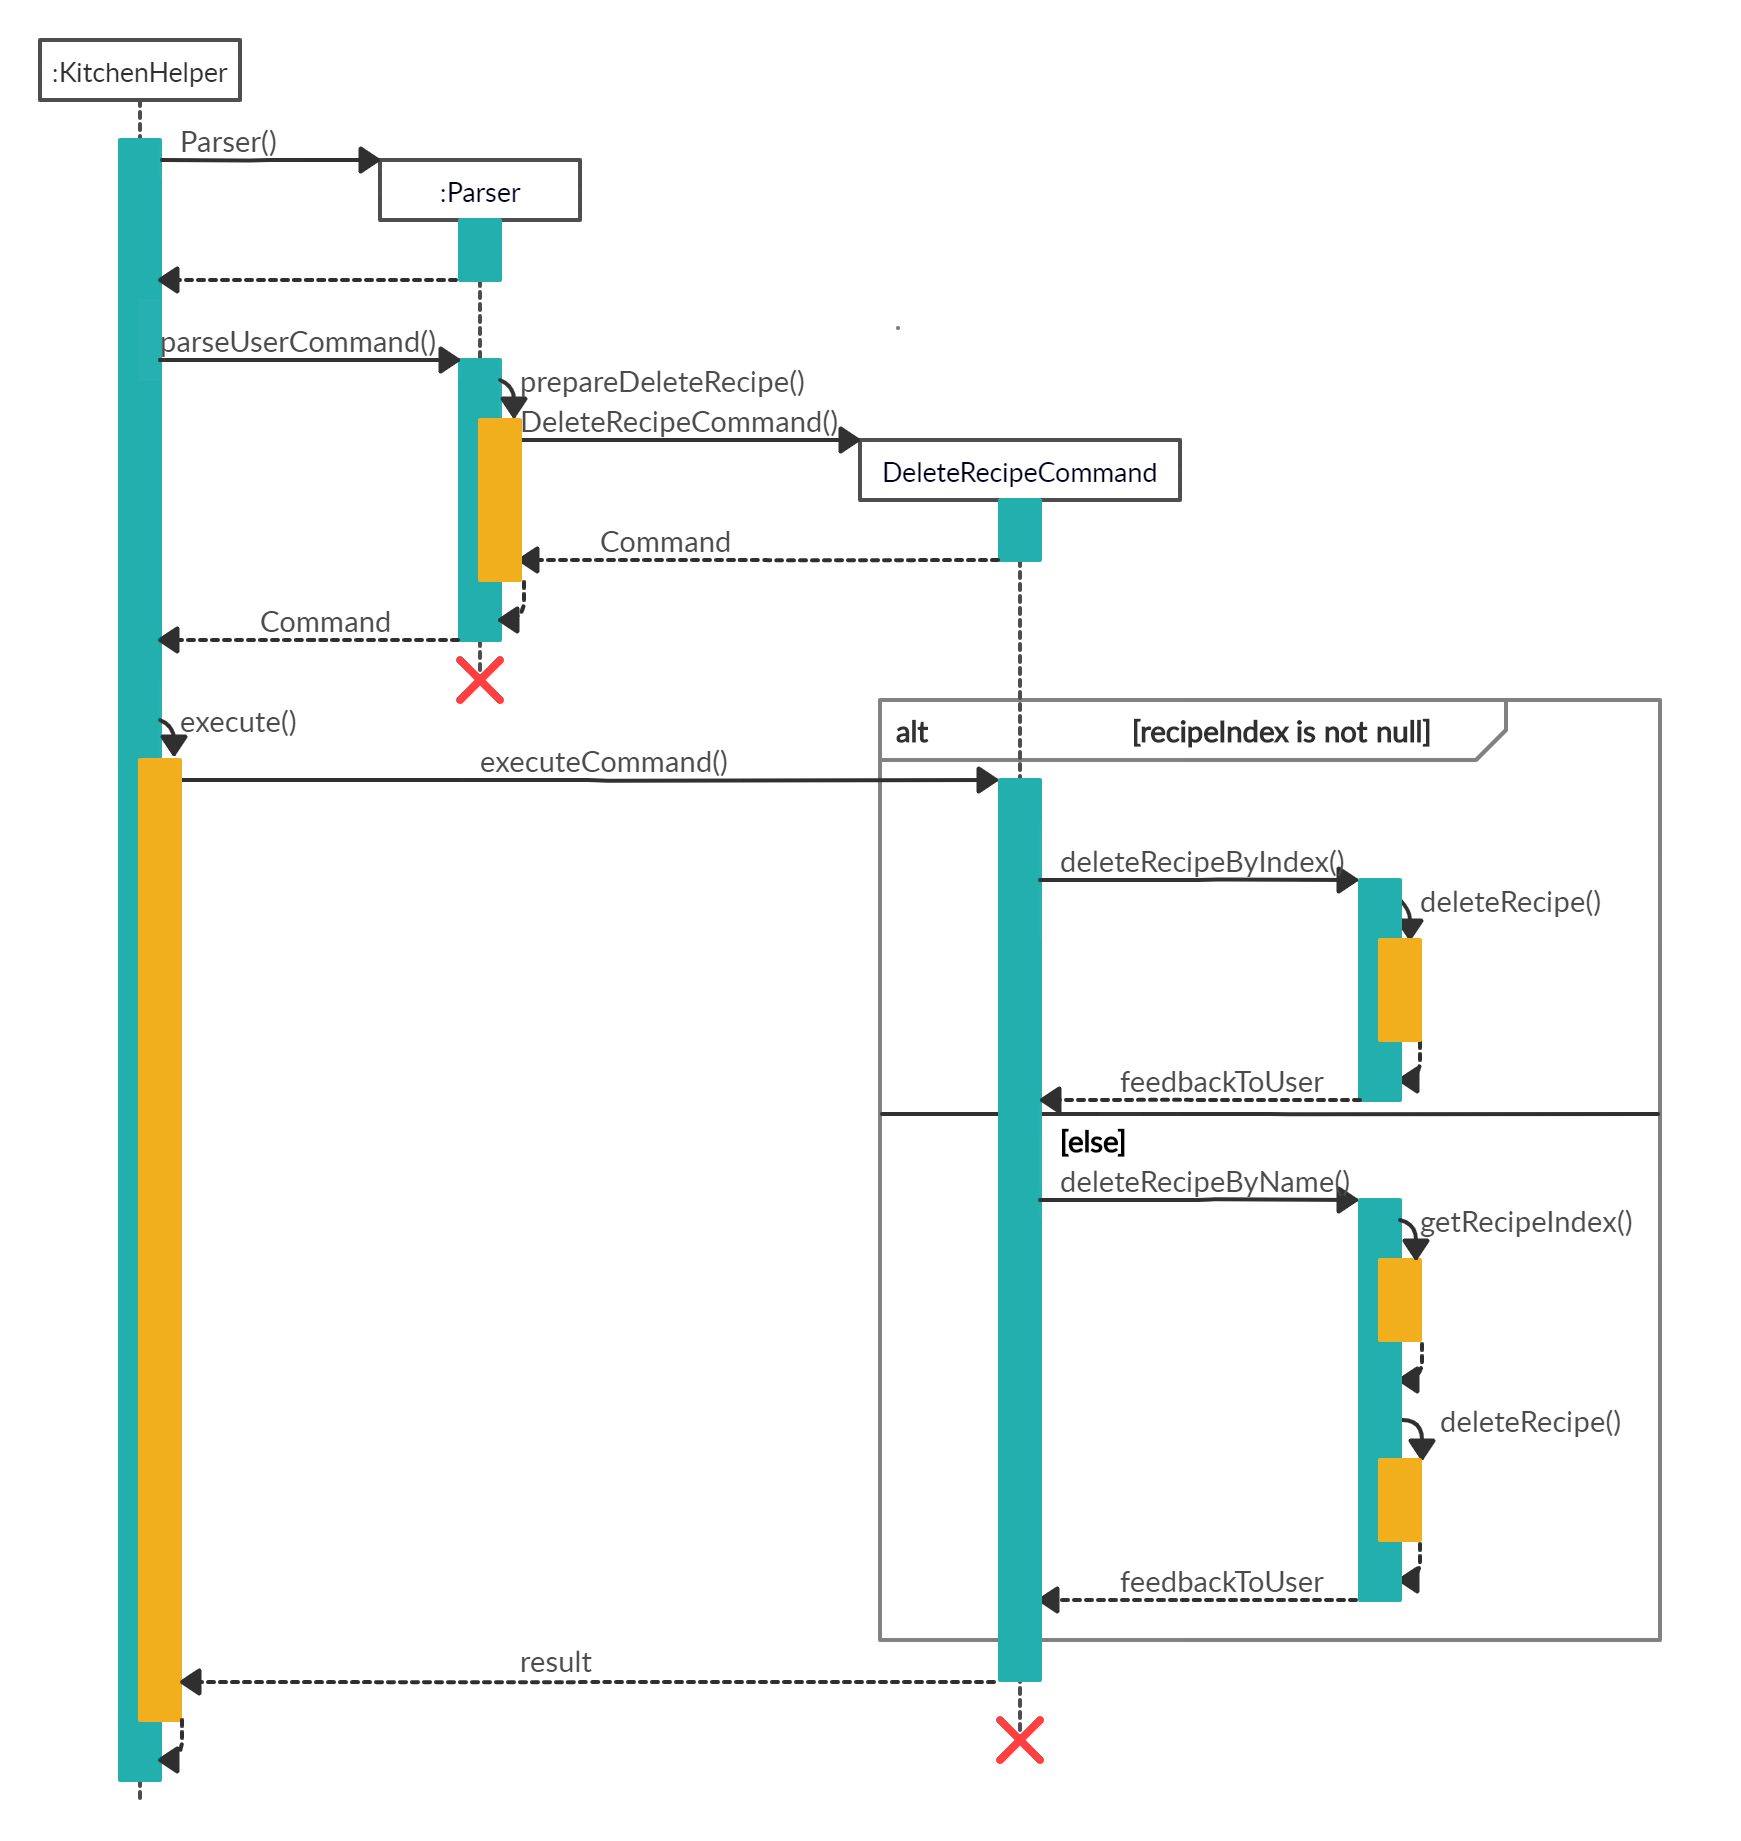 :KitchenHelper
Parser()
:Parser
parseUserCommand()
prepareDeleteRecipe()
DeleteRecipeCommand()
DeleteRecipeCommand
Command
Command
execute()
alt [recipeIndex is not null]
executeCommand()
deleteRecipeByIndex()
deleteRecipe()
feedbackToUser
[else]
deleteRecipeByName()
getRecipeIndex()
deleteRecipe()
feedbackToUser
result